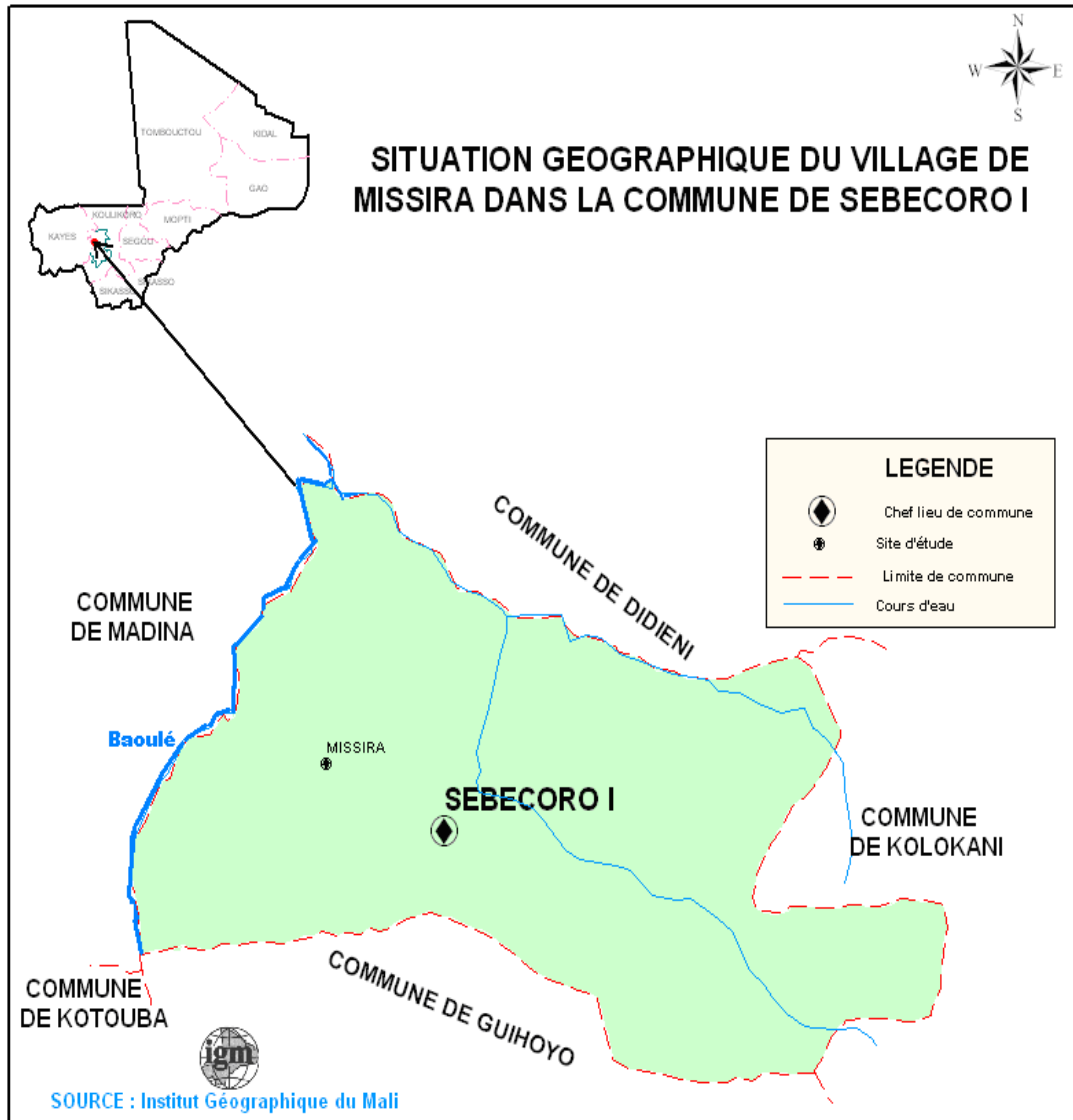 N
W
E
S
SITUATION GEOGRAPHIQUE DU VILLAGE DE
MISSIRA DANS LA COMMUNE DE SEBECORO I
TOMBOUCTOU
KIDAL
GAO
KOULIKORO
MOPTI
KAYES
SEGOU
SIKASSO
SIKASSO
LEGENDE
Chef lieu de commune
Site d'étude
Limite de commune
Cours d'eau
COMMUNE DE DIDIENI
COMMUNE
DE MADINA
Baoulé
MISSIRA
SEBECORO I
COMMUNE
DE KOLOKANI
COMMUNE DE GUIHOYO
COMMUNE
DE KOTOUBA
igm
SOURCE : Institut Géographique du Mali